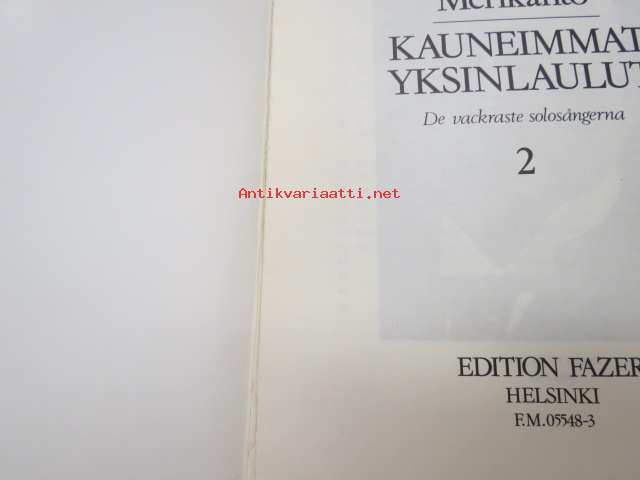 Merikanto
KAUNEIMMAT
YKSINLAULUT
De vackraste solosångerna
2
Antikvariaatti.net
EDITION FAZER
HELSINKI
F.M.05548-3